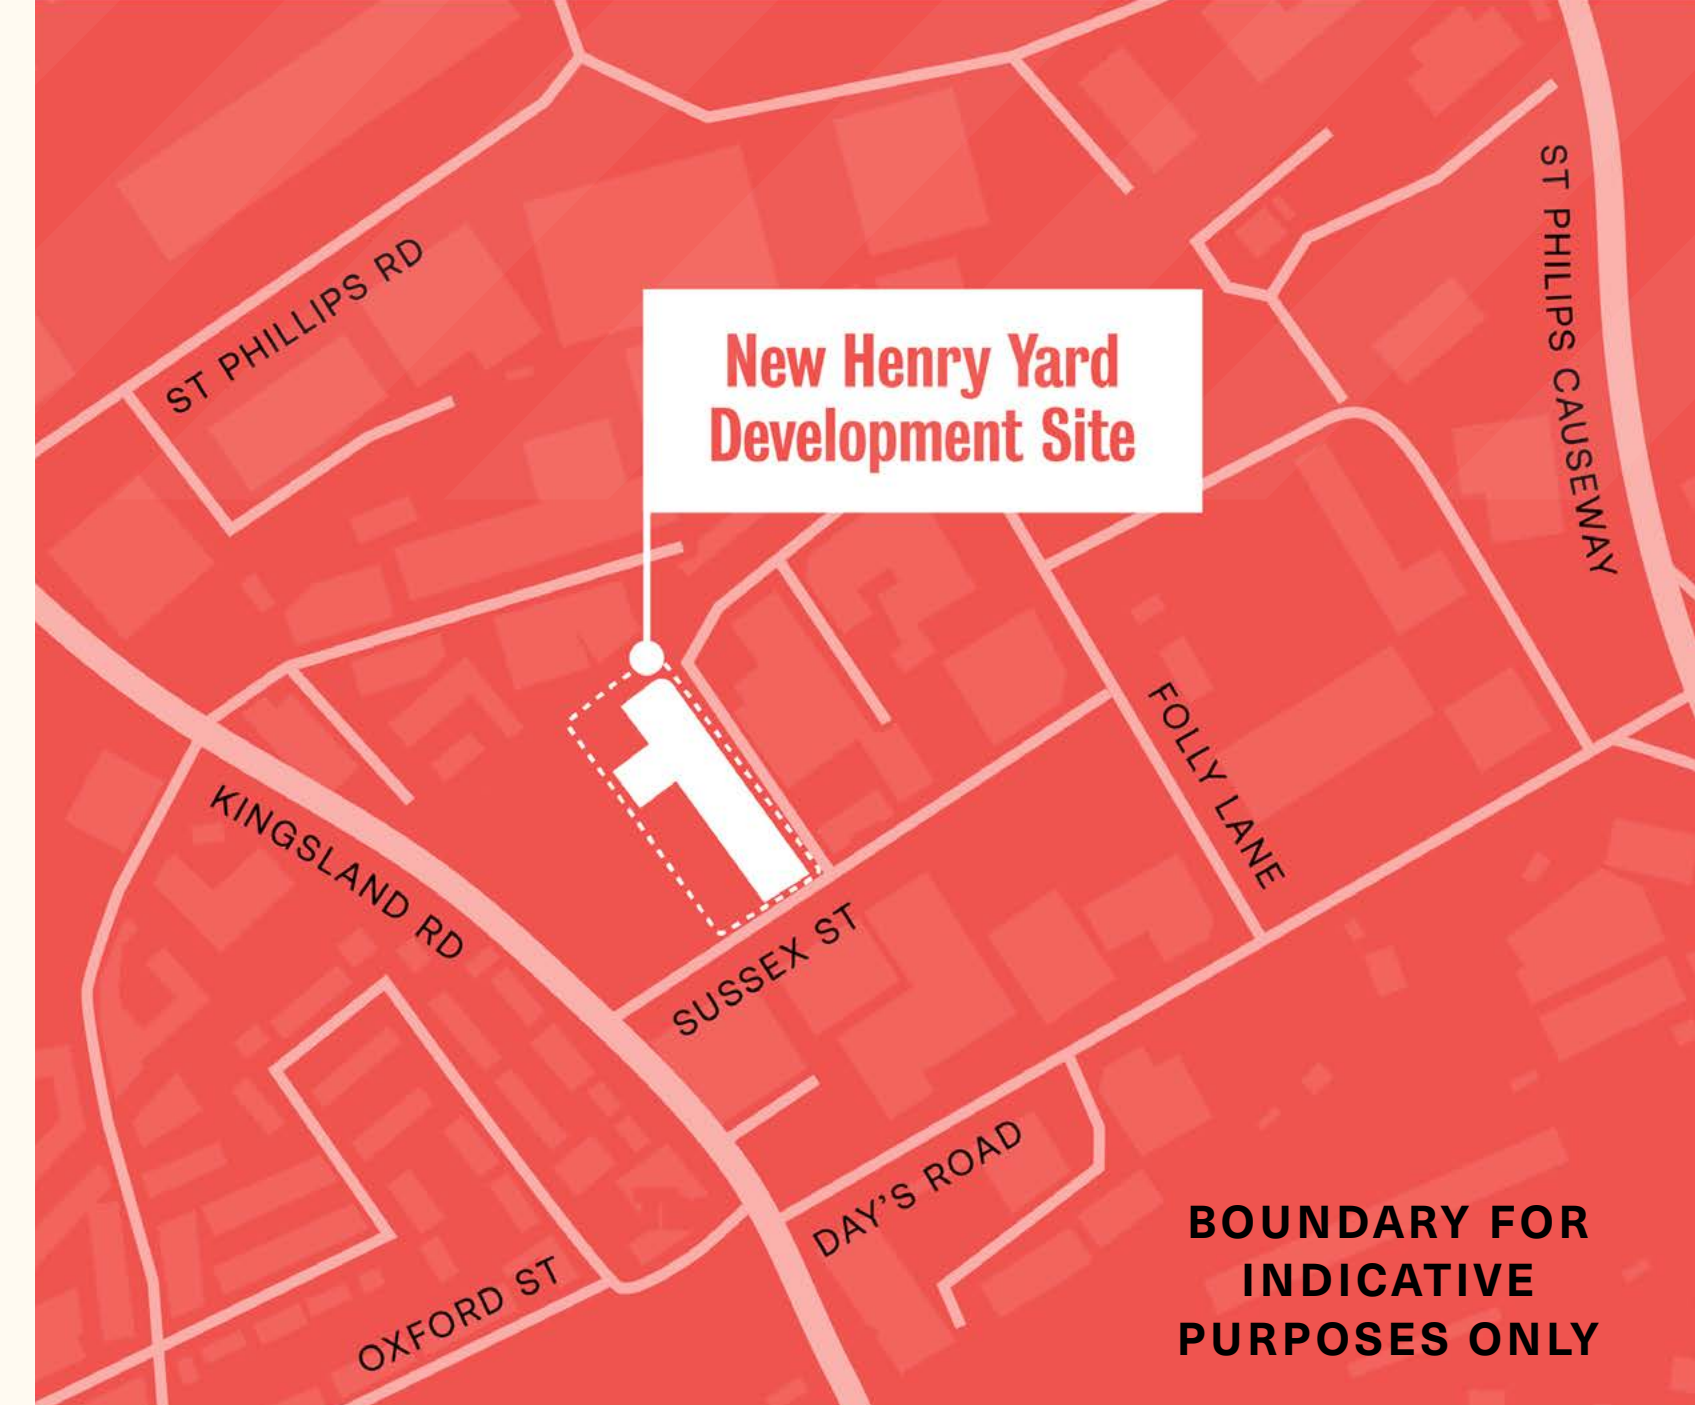 ST PHILLIPS RD
ST PHILIPS CAUSEWAY
New Henry Yard
Development Site
FOLLY LANE
KINGSLAND RD
SUSSEX ST
DAY'S ROAD
OXFORD ST
BOUNDARY FOR
INDICATIVE
PURPOSES ONLY